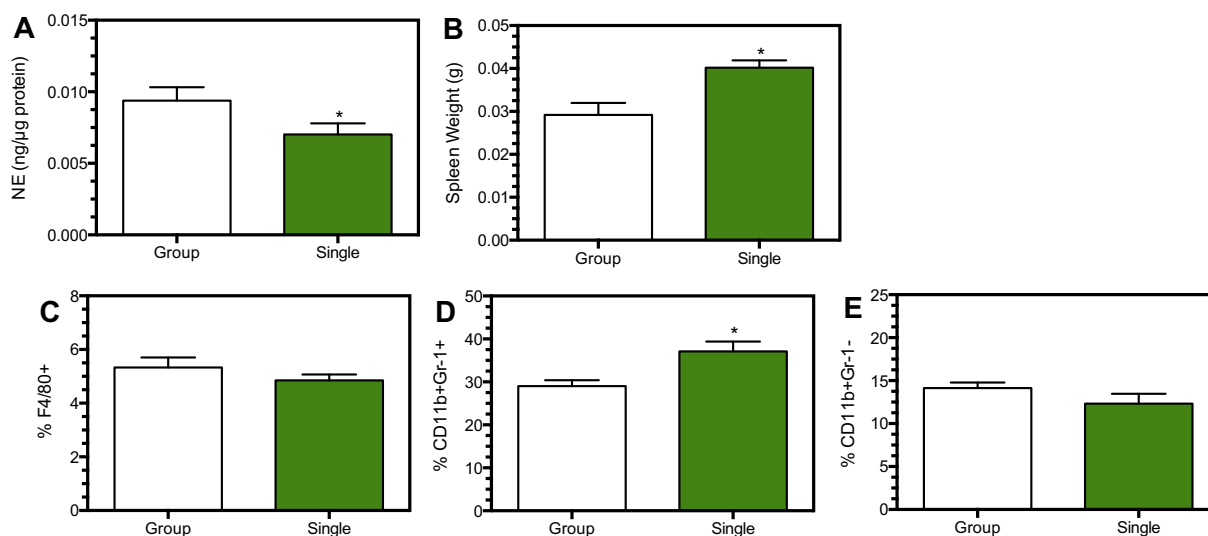 A
NE (ng/µg protein)
0.015
0.010
0.005
0.000
*
Group
Single
B
Spleen Weight (g)
0.05
0.04
0.03
0.02
0.01
0.00
*
Group
Single
C
% F4/80+
8
6
4
2
0
Group
Single
D
% CD11b+Gr-1+
50
40
30
20
10
0
*
Group
Single
E
% CD11b+Gr-1-
25
20
15
10
5
0
Group
Single